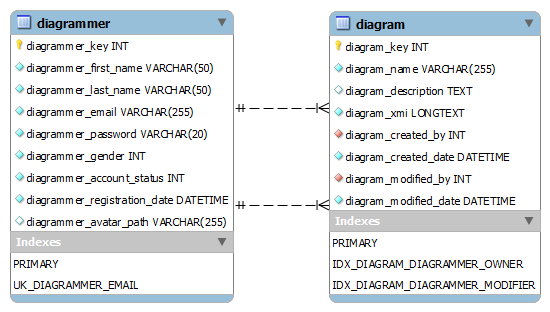 diagrammer
diagrammer_key INT
diagrammer_first_name VARCHAR(50)
diagrammer_last_name VARCHAR(50)
diagrammer_email VARCHAR(255)
diagrammer_password VARCHAR(20)
diagrammer_gender INT
diagrammer_account_status INT
diagrammer_registration_date DATETIME
diagrammer_avatar_path VARCHAR(255)
Indexes
PRIMARY
UK_DIAGRAMMER_EMAIL
diagram
diagram_key INT
diagram_name VARCHAR(255)
diagram_description TEXT
diagram_xmi LONGTEXT
diagram_created_by INT
diagram_created_date DATETIME
diagram_modified_by INT
diagram_modified_date DATETIME
Indexes
PRIMARY
IDX_DIAGRAM_DIAGRAMMER_OWNER
IDX_DIAGRAM_DIAGRAMMER_MODIFIER